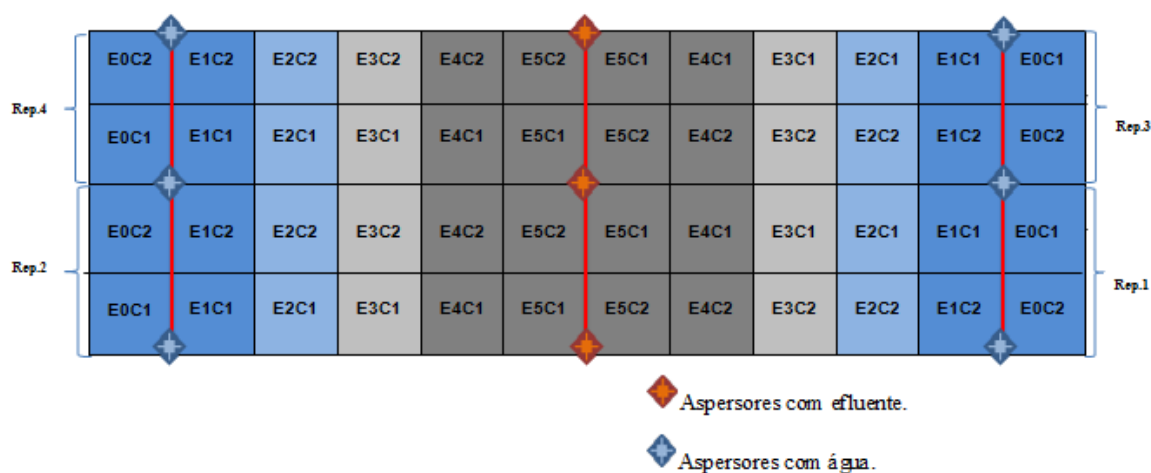 E0C2 E1C2 E2C2 E3C2 E4C2 E5C2 E5C1 E4C1 E3C1 E2C1 E1C1 E0C1
Rep.4
Rep.3
E0C1 E1C1 E2C1 E3C1 E4C1 E5C1 E5C2 E4C2 E3C2 E2C2 E1C2 E0C2
E0C2 E1C2 E2C2 E3C2 E4C2 E5C2 E5C1 E4C1 E3C1 E2C1 E1C1 E0C1
Rep.2
Rep.1
E0C1 E1C1 E2C1 E3C1 E4C1 E5C1 E5C2 E4C2 E3C2 E2C2 E1C2 E0C2
Aspersores com efluente.
Aspersores com água.